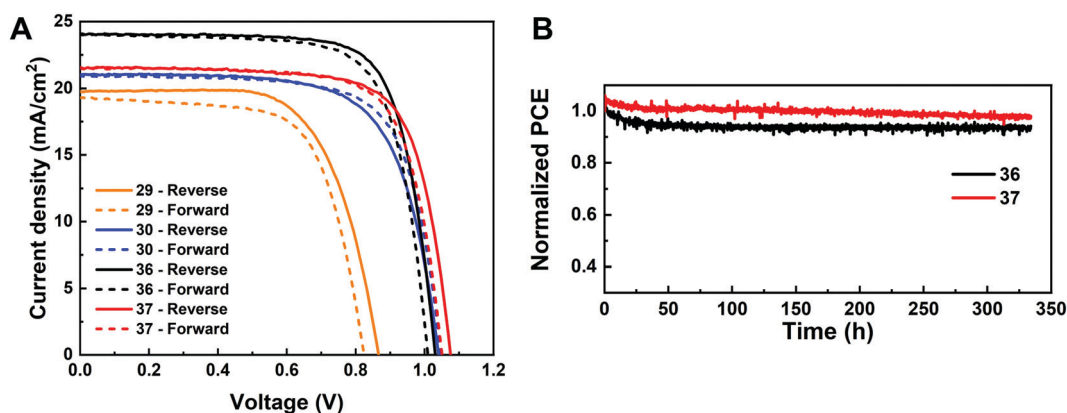 A
Current density (mA/cm²)
25
20
15
10
5
0
29 - Reverse
29 - Forward
30 - Reverse
30 - Forward
36 - Reverse
36 - Forward
37 - Reverse
37 - Forward
0.0 0.2 0.4 0.6 0.8 1.0 1.2
Voltage (V)
B
Normalized PCE
1.0
0.8
0.6
0.4
36
37
0 50 100 150 200 250 300 350
Time (h)